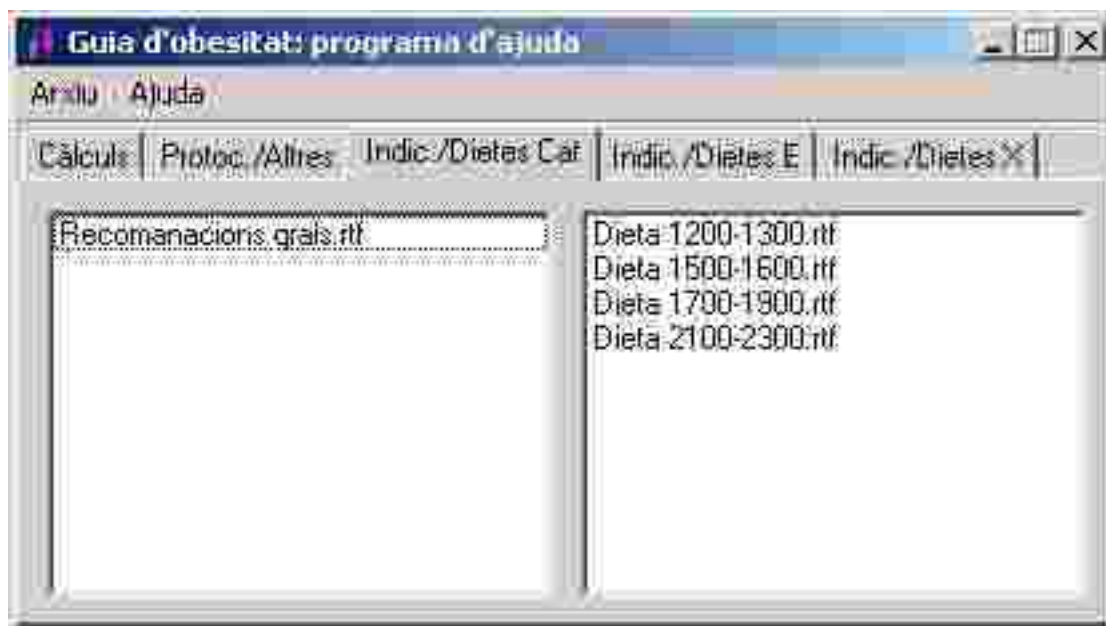 Guia d'obesitat: programa d'ajuda
Arxiu Ajuda
Càlculs Protoc./Altres Indic./Dietes Cat Indic./Dietes E Indic./Dietes X
Recomanacions grals.rtf
Dieta 1200-1300.rtf
Dieta 1500-1600.rtf
Dieta 1700-1900.rtf
Dieta 2100-2300.rtf